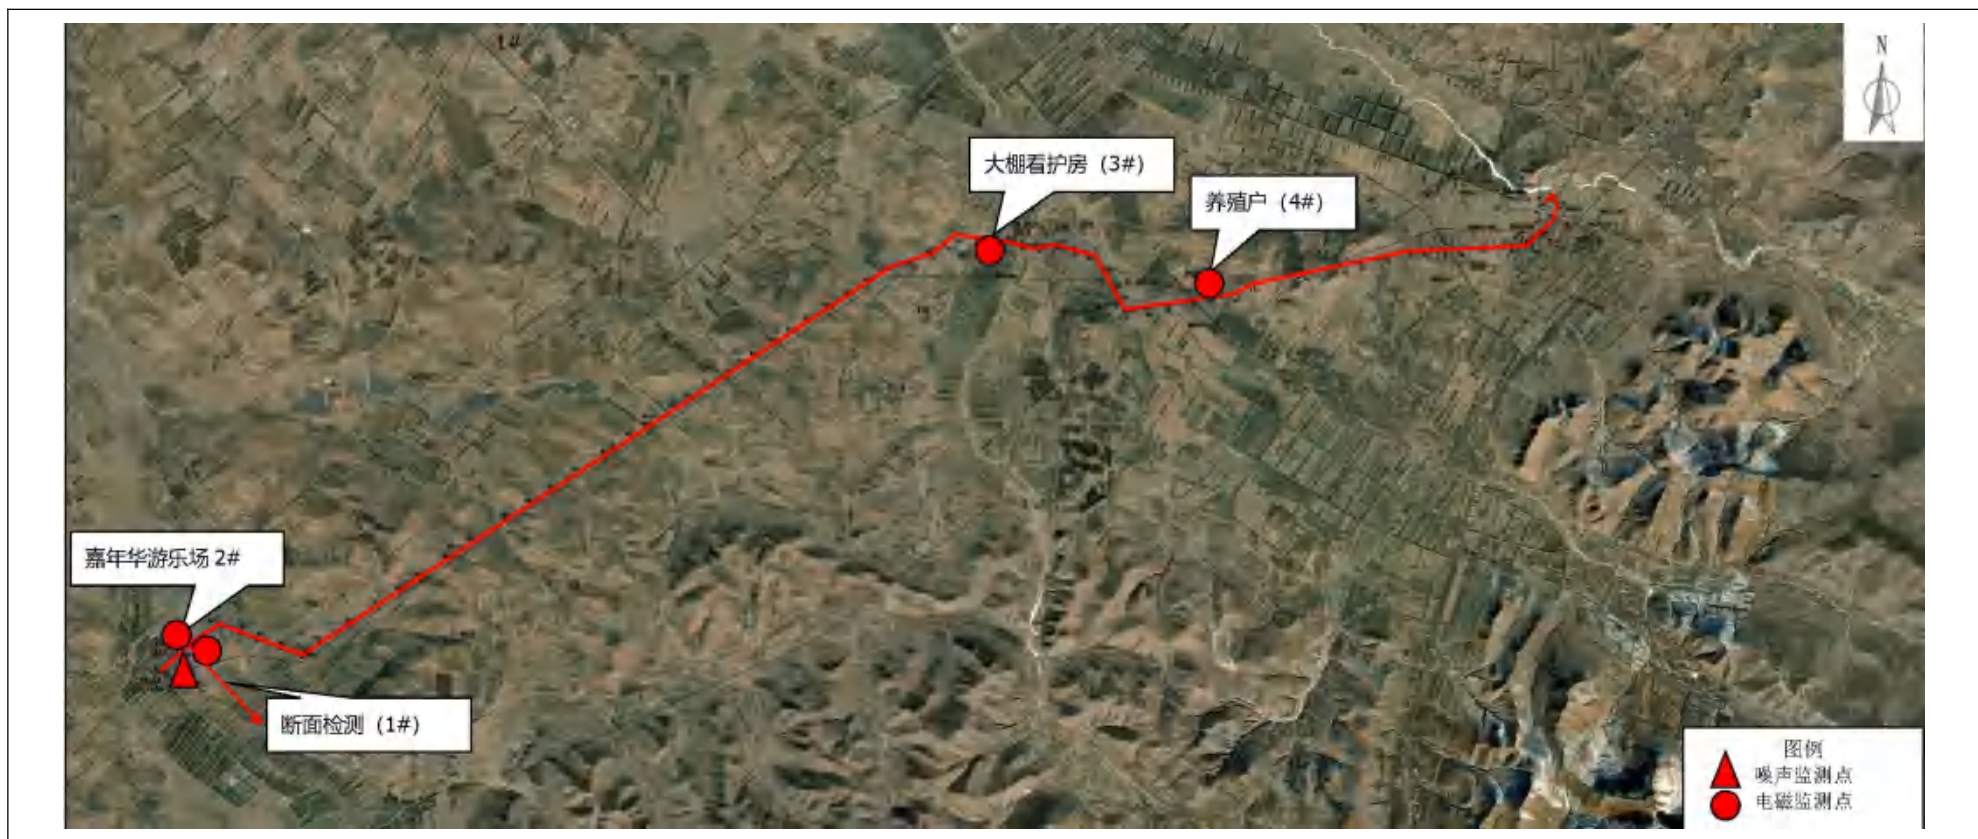 N
大棚看护房（3#）
养殖户（4#）
嘉年华游乐场 2#
断面检测（1#）
图例
噪声监测点
电磁监测点